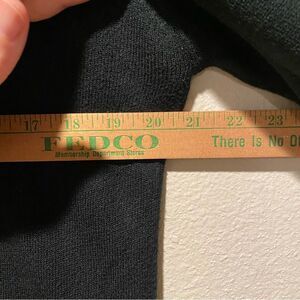 17 18 19 20 21 22 23
FEDCO
Membership Department Stores
There is No O